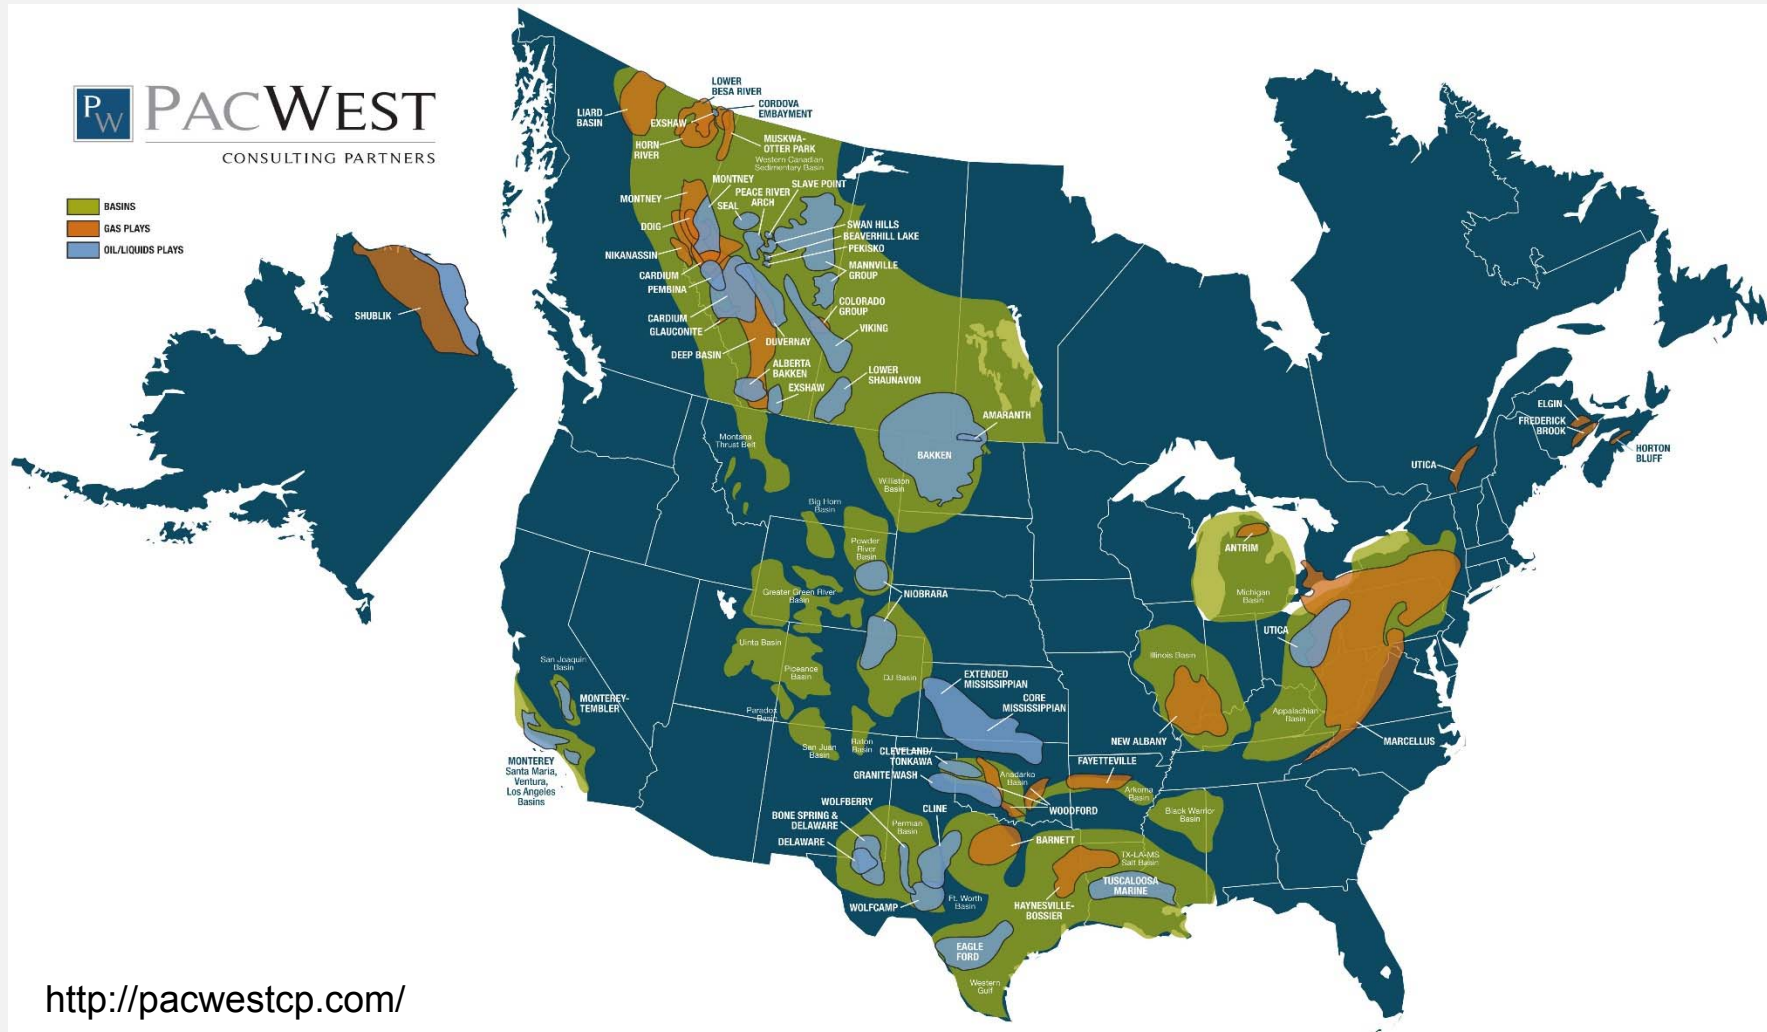 PW
PACWEST
CONSULTING PARTNERS
BASINS
GAS PLAYS
OIL/LIQUIDS PLAYS
SHUBLIK
LIARD
BASIN
LOWER
BESA RIVER
CORDOVA
EMBAYMENT
EXSHAW
HORN
RIVER
MUSKWA-
OTTER PARK
Western Canadian
Sedimentary Basin
MONTNEY
MONTNEY
PEACE RIVER
ARCH
SLAVE POINT
SEAL
DOIG
SWAN HILLS
BEAVERHILL LAKE
PEKISKO
NIKANASSIN
MANNVILLE
GROUP
CARDIUM
PEMBINA
COLORADO
GROUP
CARDIUM
GLAUCONITE
VIKING
DUVERNAY
DEEP BASIN
ALBERTA
BAKKEN
EXSHAW
LOWER
SHAUNAVON
AMARANTH
BAKKEN
Williston
Basin
Montana
Thrust Belt
Big Horn
Basin
Powder
River
Basin
NIOBRARA
Greater Green River
Basin
Uinta Basin
Piceance
Basin
DJ Basin
Paradox
Basin
San Juan
Basin
Raton
Basin
San Joaquin
Basin
MONTEREY-
TEMBLER
MONTEREY
Santa Maria,
Ventura,
Los Angeles
Basins
EXTENDED
MISSISSIPPIAN
CORE
MISSISSIPPIAN
CLEVELAND/
TONKAWA
GRANITE WASH
Anadarko
Basin
WOODFORD
FAYETTEVILLE
Arkoma
Basin
Black Warrior
Basin
WOLFBERRY
CLINE
BONE SPRING &
DELAWARE
DELAWARE
Permian
Basin
WOLFCAMP
Ft. Worth
Basin
BARNETT
TX-LA-MS
Salt Basin
TUSCALOOSA
MARINE
HAYNESVILLE-
BOSSIER
EAGLE
FORD
Western
Gulf
ANTRIM
Michigan
Basin
Illinois Basin
NEW ALBANY
UTICA
Appalachian
Basin
MARCELLUS
UTICA
ELGIN
FREDERICK
BROOK
HORTON
BLUFF
http://pacwestcp.com/